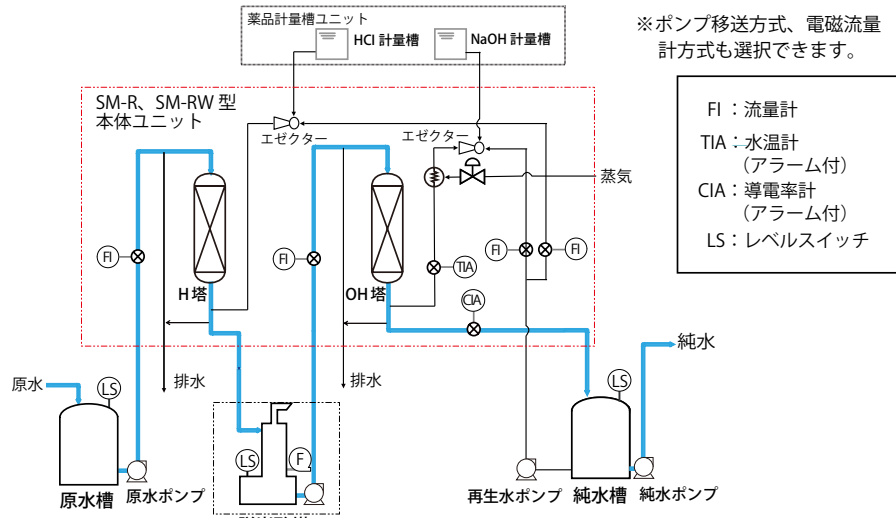 薬品計量槽ユニット
HCl 計量槽
NaOH 計量槽
※ポンプ移送方式、電磁流量
計方式も選択できます。
SM-R、SM-RW 型
本体ユニット
エゼクター
エゼクター
蒸気
FI：流量計
TIA：水温計
（アラーム付）
CIA：導電率計
（アラーム付）
LS：レベルスイッチ
FI
FI
FI
FI
TIA
CIA
H塔
OH塔
排水
排水
原水
純水
LS
LS
LS
F
原水槽
原水ポンプ
再生水ポンプ
純水槽
純水ポンプ